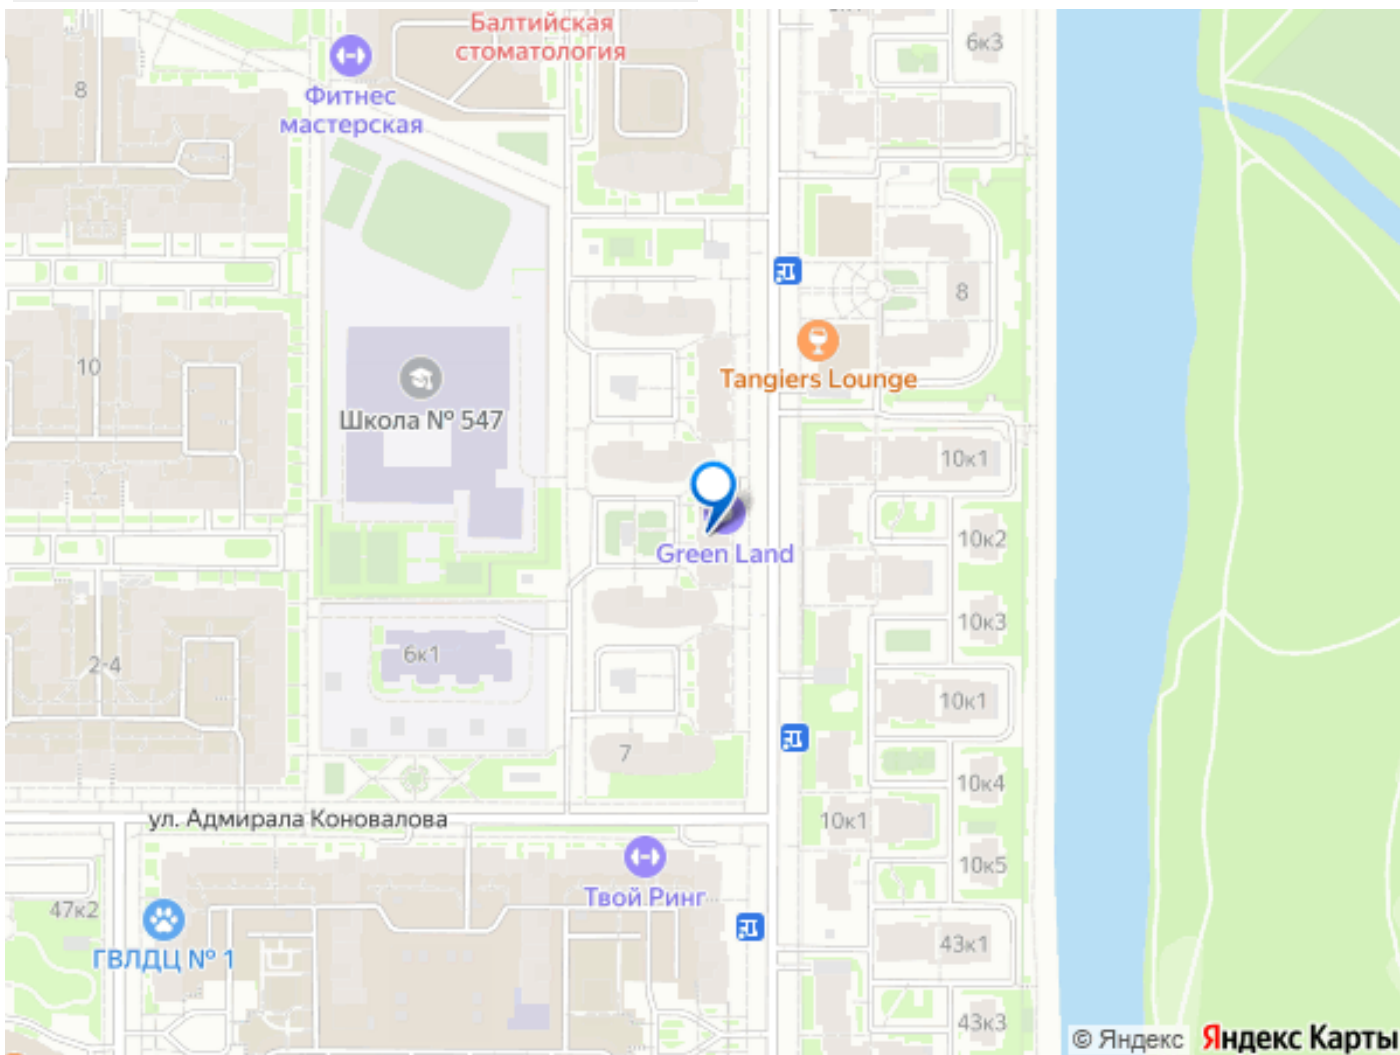 Балтийская
стоматология
6к3
Фитнес
мастерская
8
8
10
Школа № 547
Tangiers Lounge
10к1
10к2
Green Land
10к3
6к1
2-4
10к1
7
10к4
ул. Адмирала Коновалова
10к1
10к5
Твой Ринг
47к2
ГВЛДЦ № 1
43к1
43к3
© Яндекс
Яндекс Карты